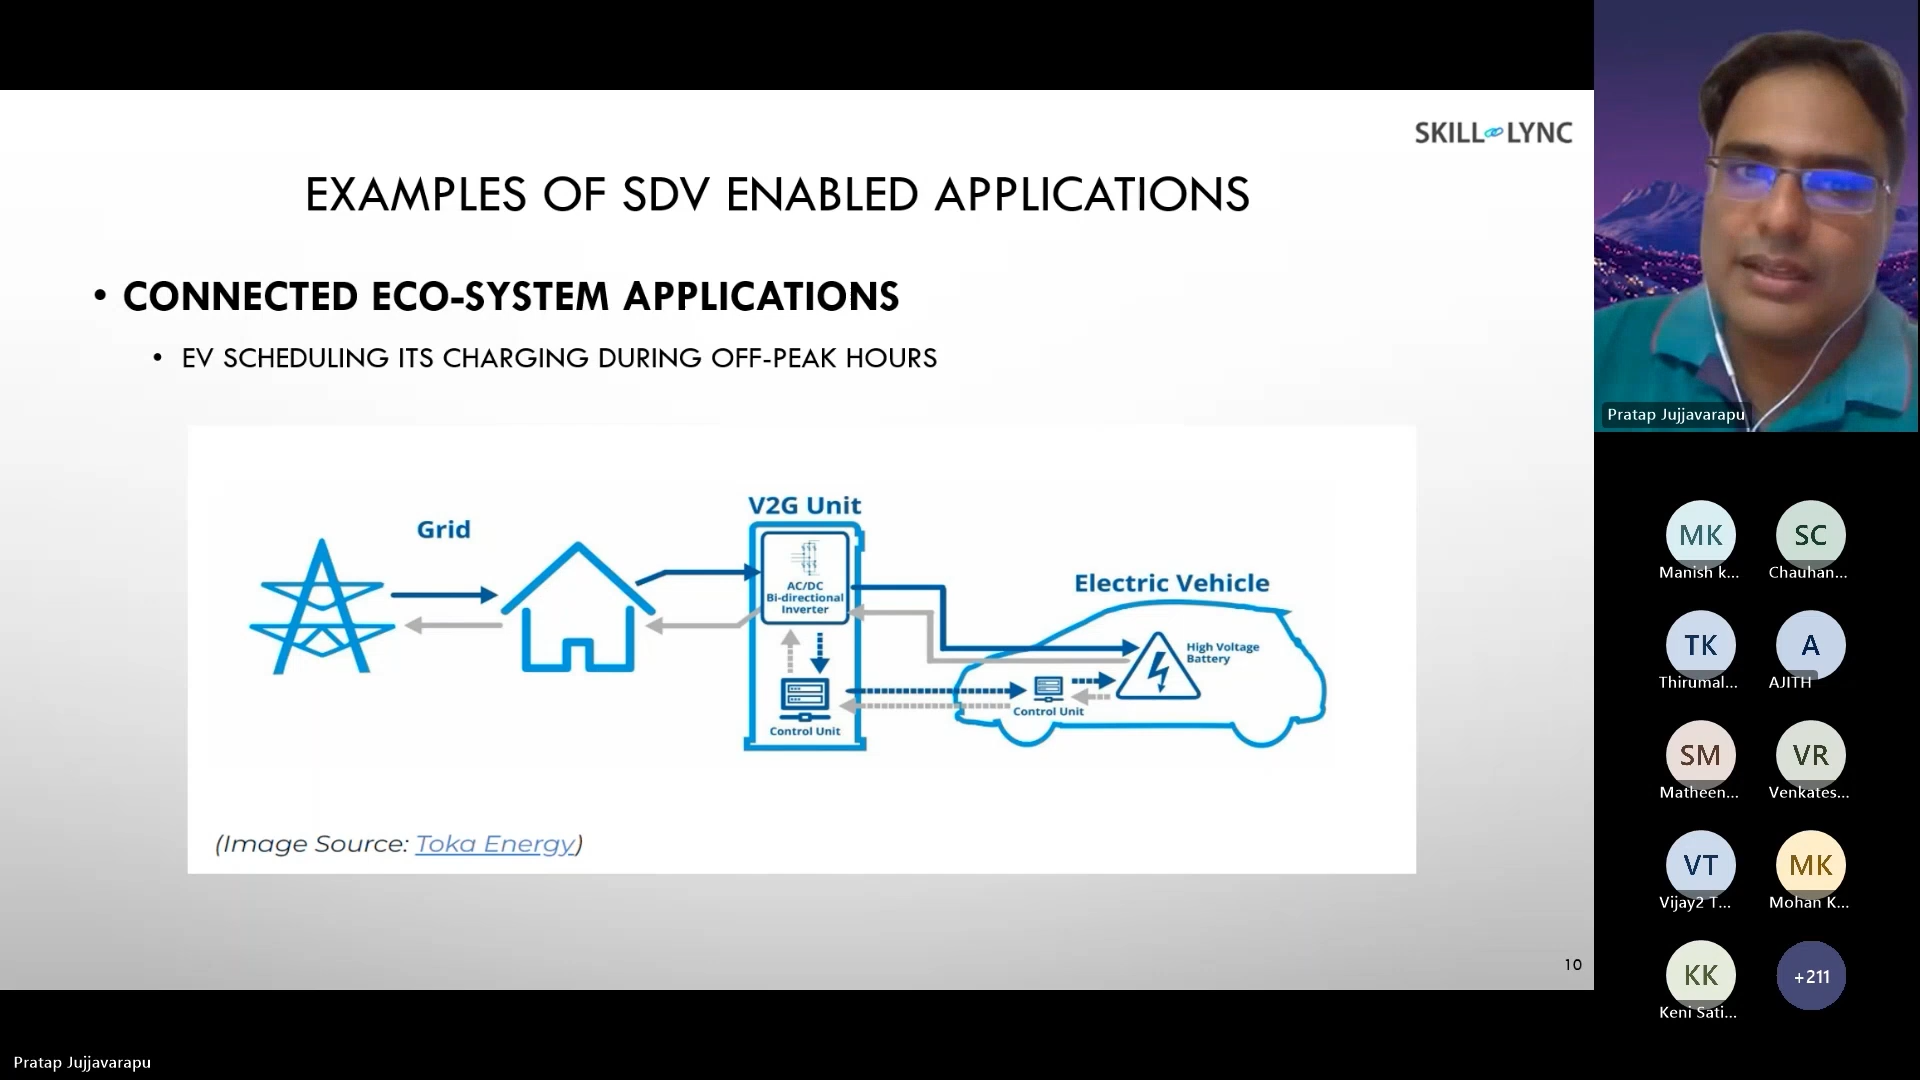 SKILL LYNC
EXAMPLES OF SDV ENABLED APPLICATIONS
• CONNECTED ECO-SYSTEM APPLICATIONS
• EV SCHEDULING ITS CHARGING DURING OFF-PEAK HOURS
Grid
V2G Unit
AC/DC
Bi-directional
Inverter
Control Unit
Electric Vehicle
High Voltage
Battery
Control Unit
(Image Source: Toka Energy)
10
Pratap Jujjavarapu
MK
Manish k...
SC
Chauhan...
TK
Thirumal...
A
AJITH
SM
Matheen...
VR
Venkates...
VT
Vijay2 T...
MK
Mohan K...
KK
Keni Sati...
+211
Pratap Jujjavarapu